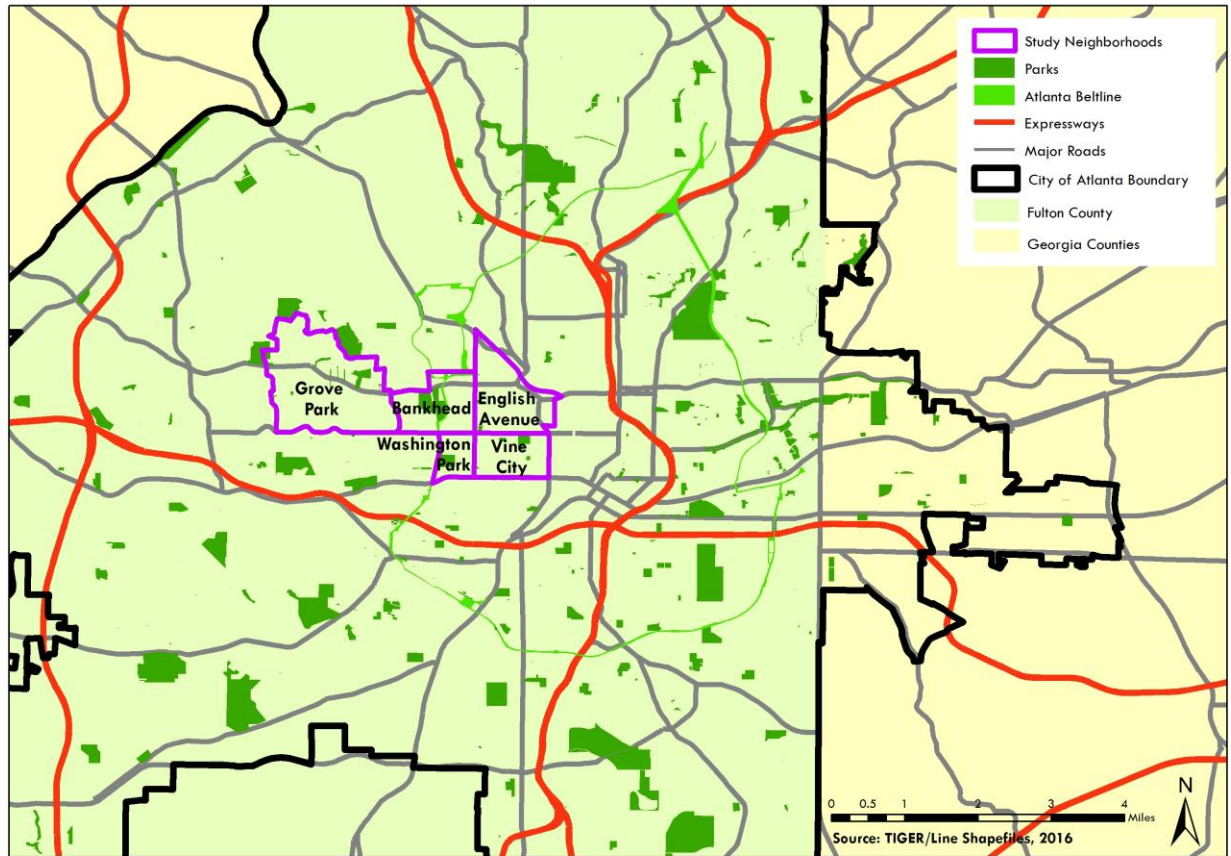 Study Neighborhoods
Parks
Atlanta Beltline
Expressways
Major Roads
City of Atlanta Boundary
Fulton County
Georgia Counties
Grove
Park
Bankhead
English
Avenue
Washington
Park
Vine
City
N
0 0.5 1 2 3 4
Miles
Source: TIGER/Line Shapefiles, 2016